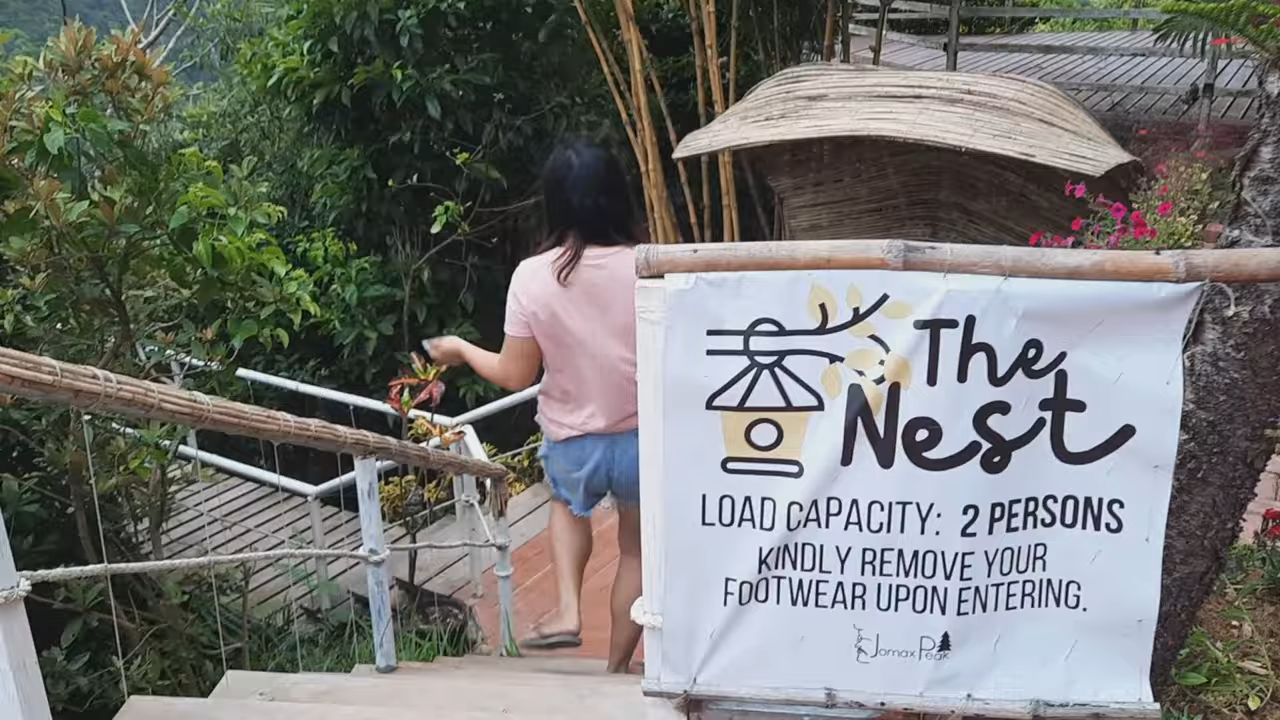 The
Nest
LOAD CAPACITY: 2 PERSONS
KINDLY REMOVE YOUR
FOOTWEAR UPON ENTERING.
Jomax Peak